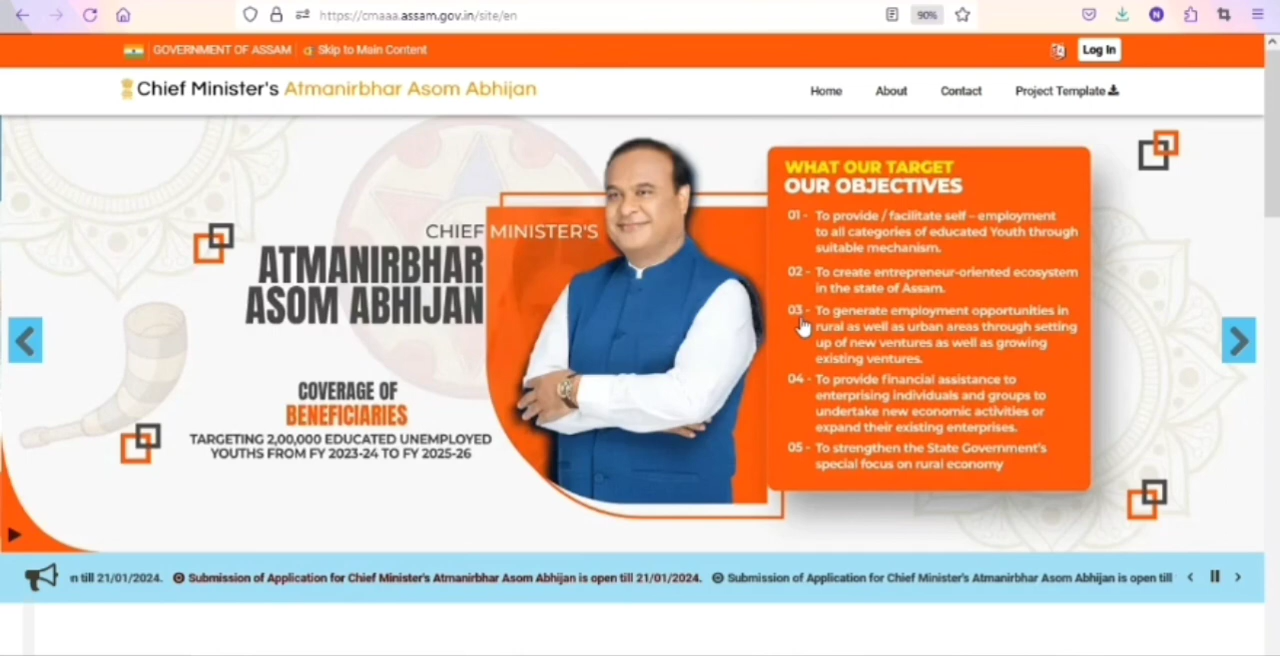 https://cmaaa.assam.gov.in/site/en
90%
N
GOVERNMENT OF ASSAM
Skip to Main Content
Log In
Chief Minister's Atmanirbhar Asom Abhijan
Home About Contact Project Template
CHIEF MINISTER'S
ATMANIRBHAR
ASOM ABHIJAN
COVERAGE OF
BENEFICIARIES
TARGETING 2,00,000 EDUCATED UNEMPLOYED
YOUTHS FROM FY 2023-24 TO FY 2025-26
WHAT OUR TARGET
OUR OBJECTIVES
01 - To provide / facilitate self – employment
to all categories of educated Youth through
suitable mechanism.
02 - To create entrepreneur-oriented ecosystem
in the state of Assam.
03 - To generate employment opportunities in
rural as well as urban areas through setting
up of new ventures as well as growing
existing ventures.
04 - To provide financial assistance to
enterprising individuals and groups to
undertake new economic activities or
expand their existing enterprises.
05 - To strengthen the State Government's
special focus on rural economy
n till 21/01/2024. Submission of Application for Chief Minister's Atmanirbhar Asom Abhijan is open till 21/01/2024. Submission of Application for Chief Minister's Atmanirbhar Asom Abhijan is open till